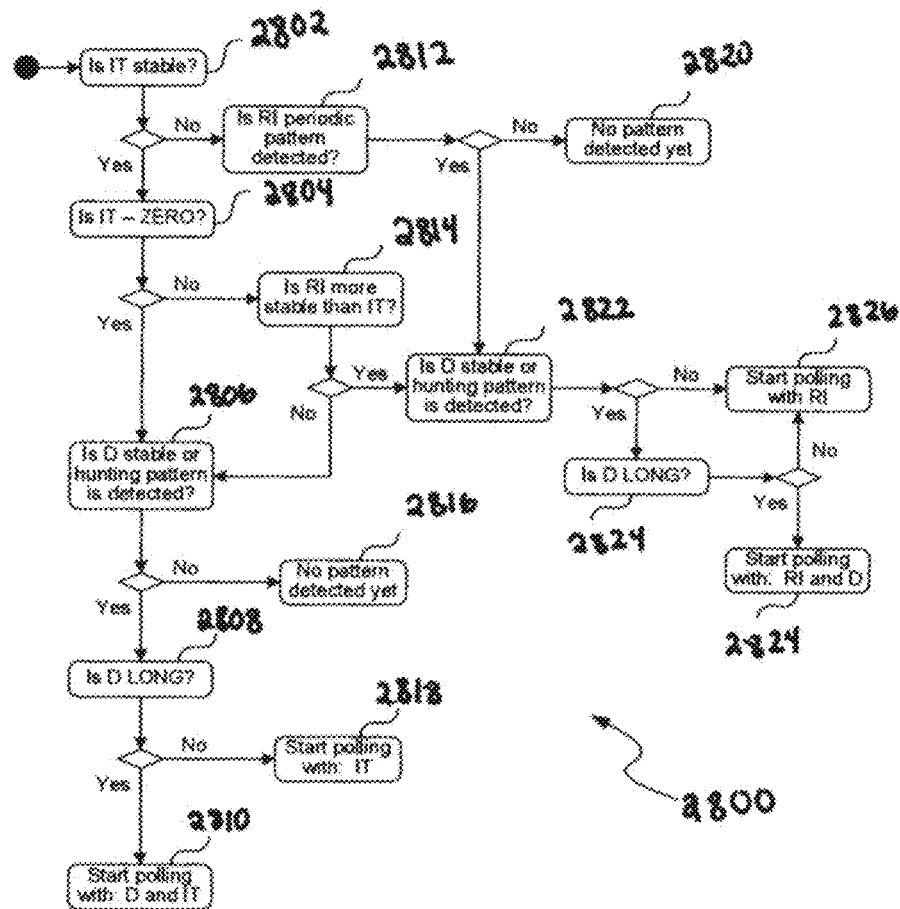 2802
Is IT stable?
2812
No
Is RI periodic
pattern
detected?
2820
No
No pattern
detected yet
Yes
Yes
2804
Is IT ~ ZERO?
2814
No
Is RI more
stable than IT?
Yes
2822
Yes
Is D stable or
hunting pattern
is detected?
2826
No
Start polling
with RI
No
2806
Is D stable or
hunting pattern
is detected?
Yes
Is D LONG?
2824
No
Yes
2816
No
No pattern
detected yet
Start polling
with: RI and D
2824
Yes
2808
Is D LONG?
2818
No
Start polling
with: IT
Yes
2800
2310
Start polling
with: D and IT